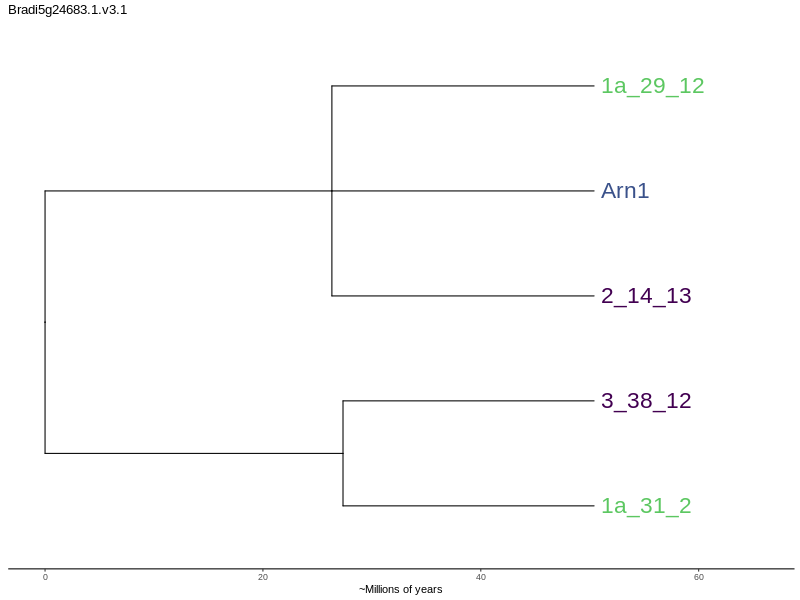 Bradi5g24683.1.v3.1
1a_29_12
Arn1
2_14_13
3_38_12
1a_31_2
0 20 40 60
~Millions of years